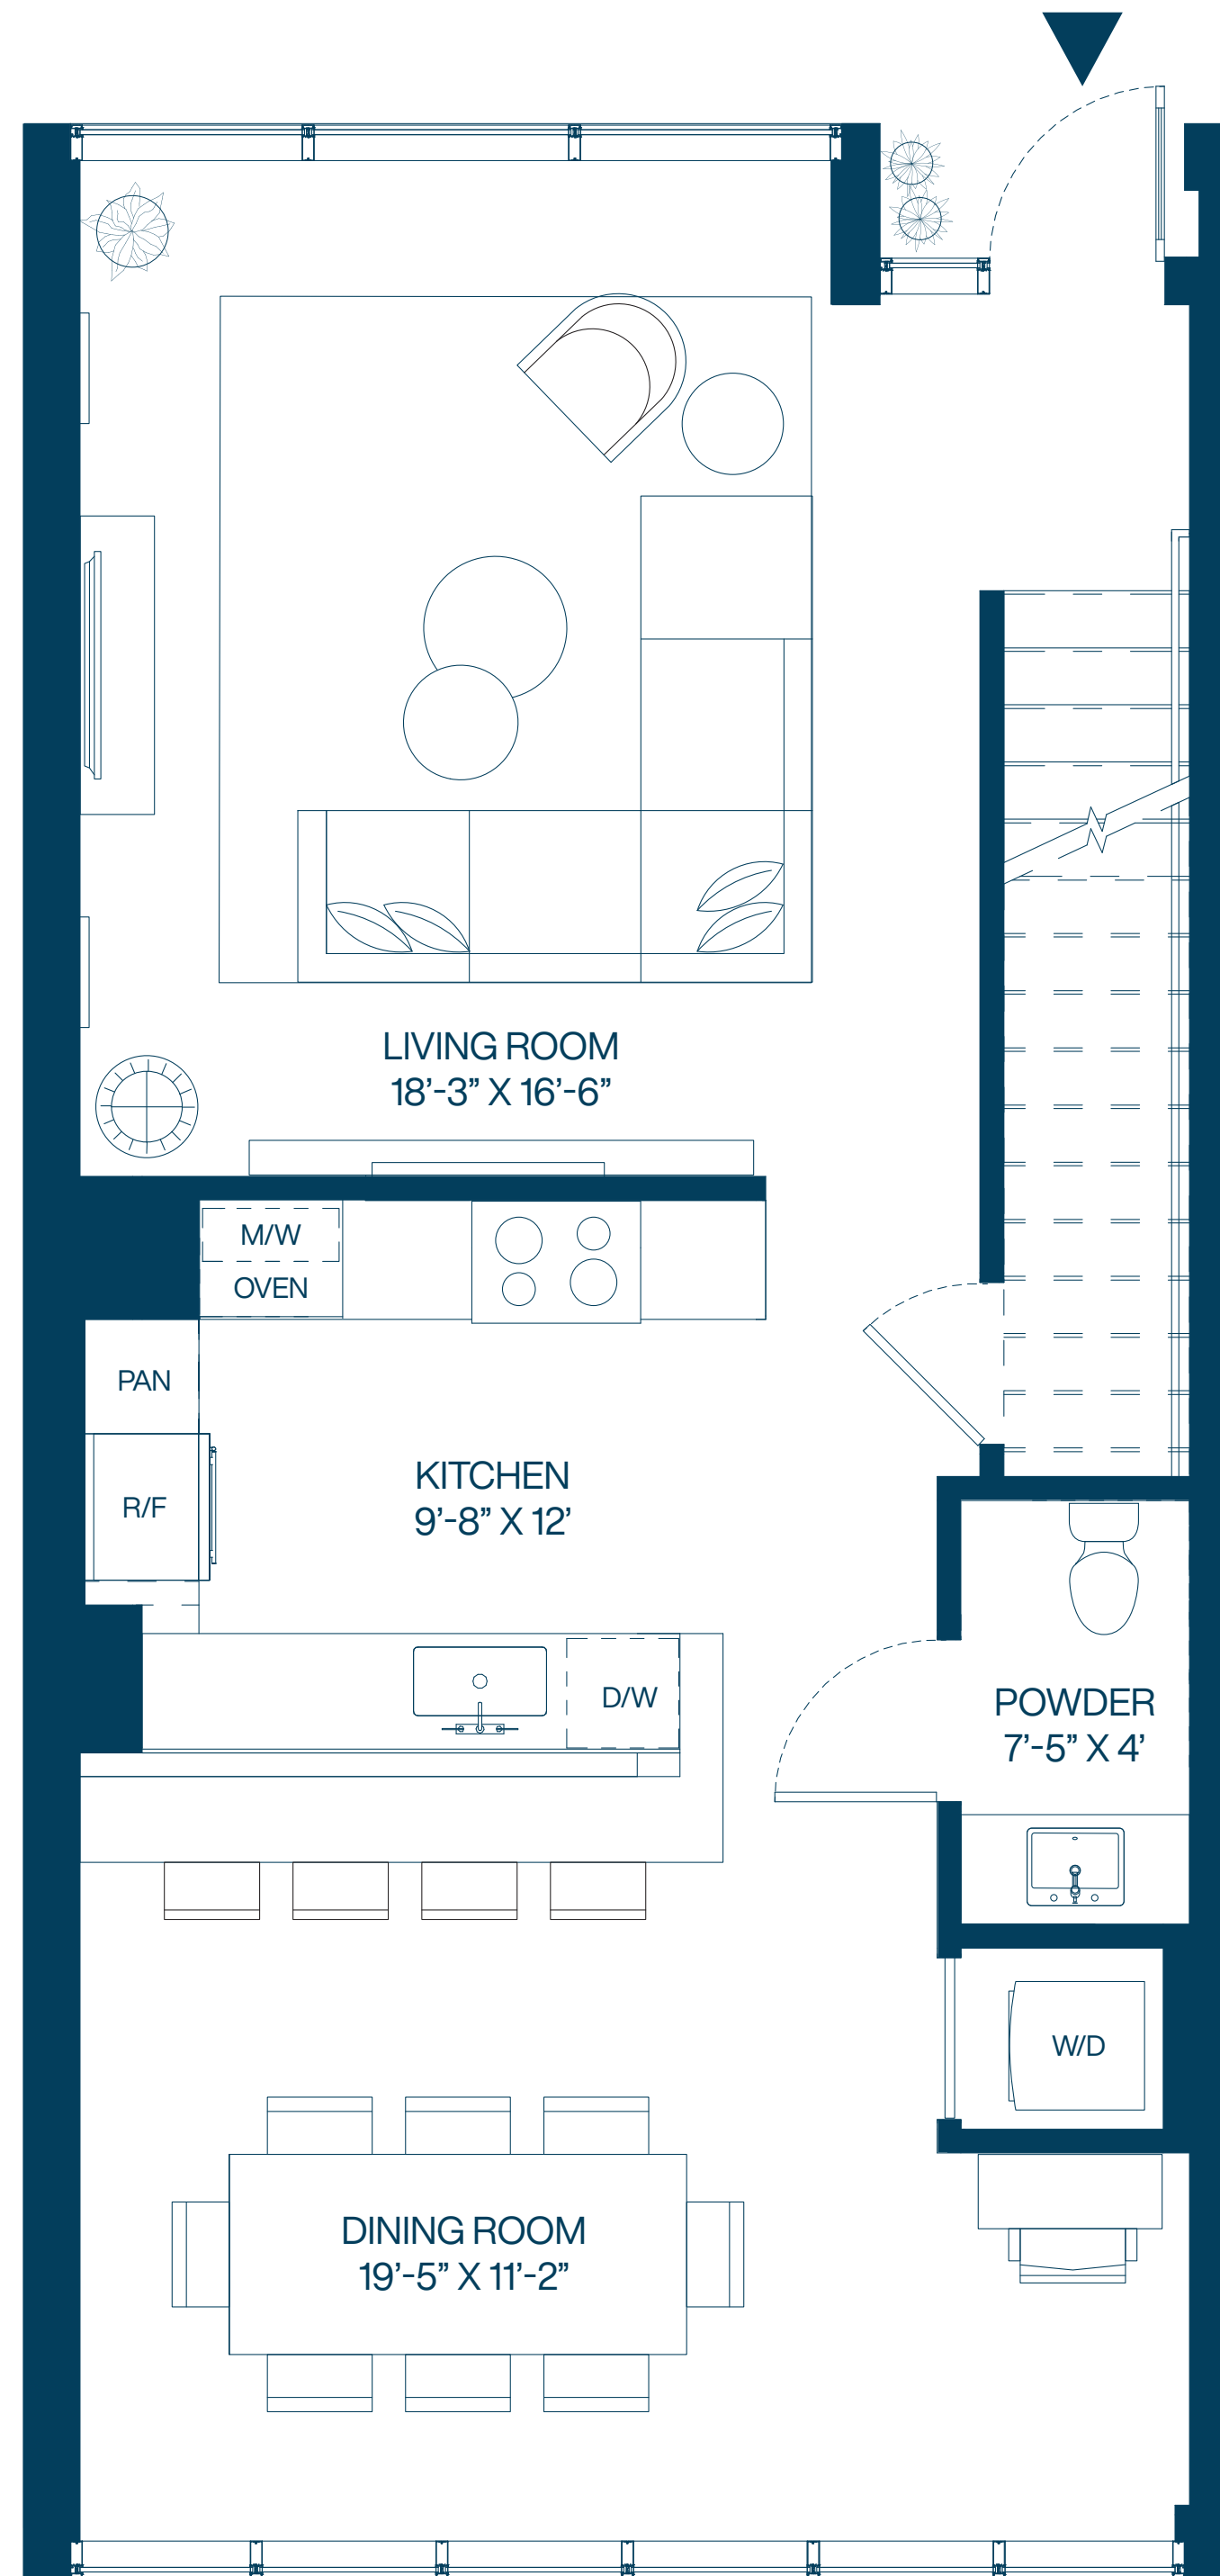 LIVING ROOM
18'-3” X 16'-6”
M/W
OVEN
PAN
R/F
KITCHEN
9'-8” X 12'
D/W
POWDER
7'-5” X 4'
W/D
DINING ROOM
19'-5” X 11'-2”